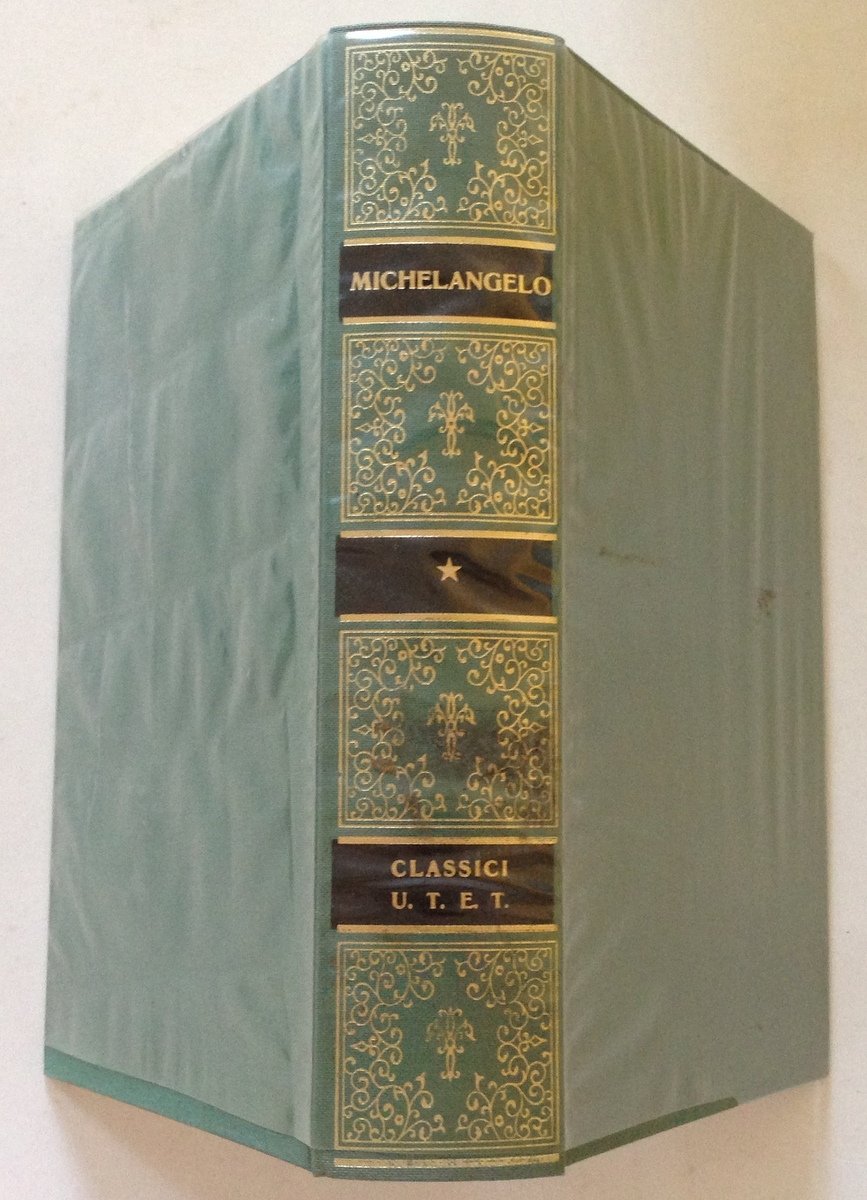 MICHELANGELO
CLASSICI
U. T. E. T.